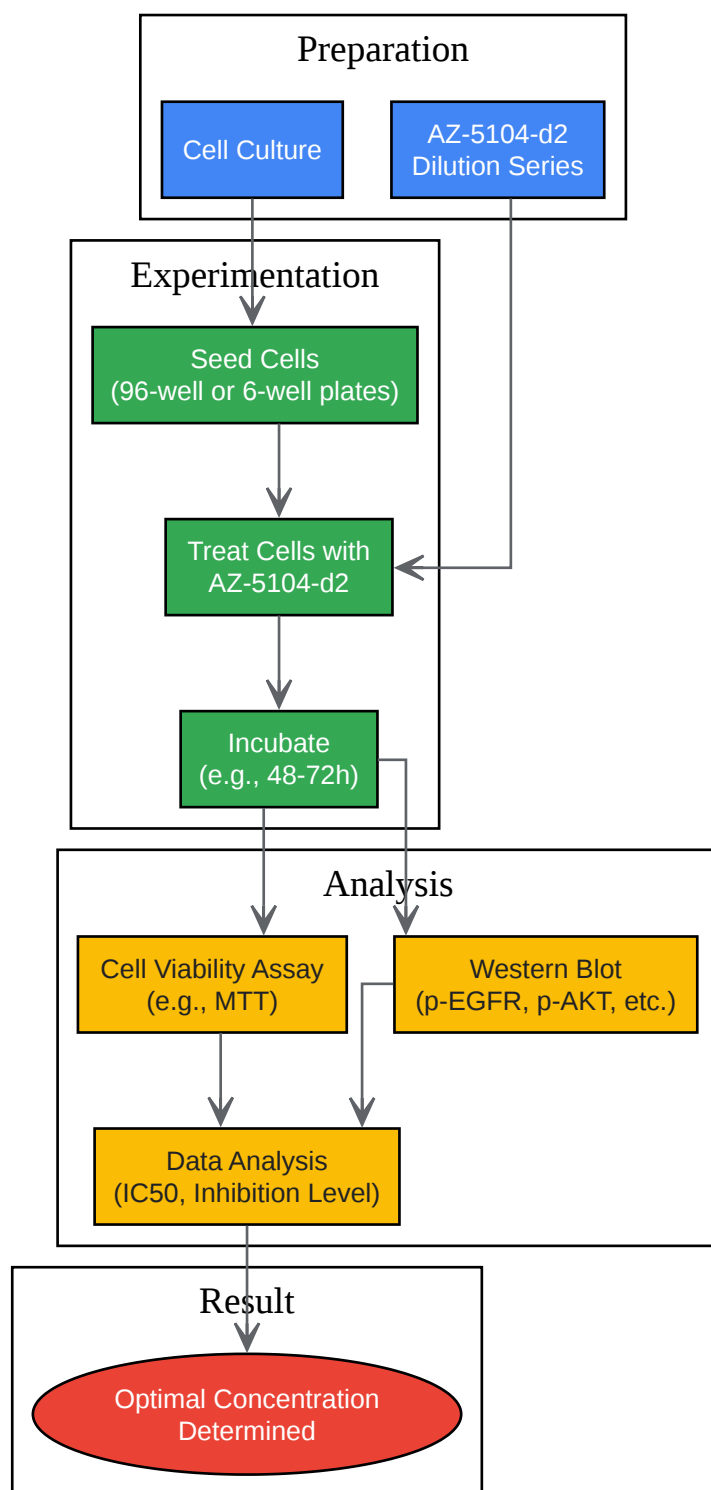 Preparation
Cell Culture
AZ-5104-d2
Dilution Series
Experimentation
Seed Cells
(96-well or 6-well plates)
Treat Cells with
AZ-5104-d2
Incubate
(e.g., 48-72h)
Analysis
Cell Viability Assay
(e.g., MTT)
Western Blot
(p-EGFR, p-AKT, etc.)
Data Analysis
(IC50, Inhibition Level)
Result
Optimal Concentration
Determined